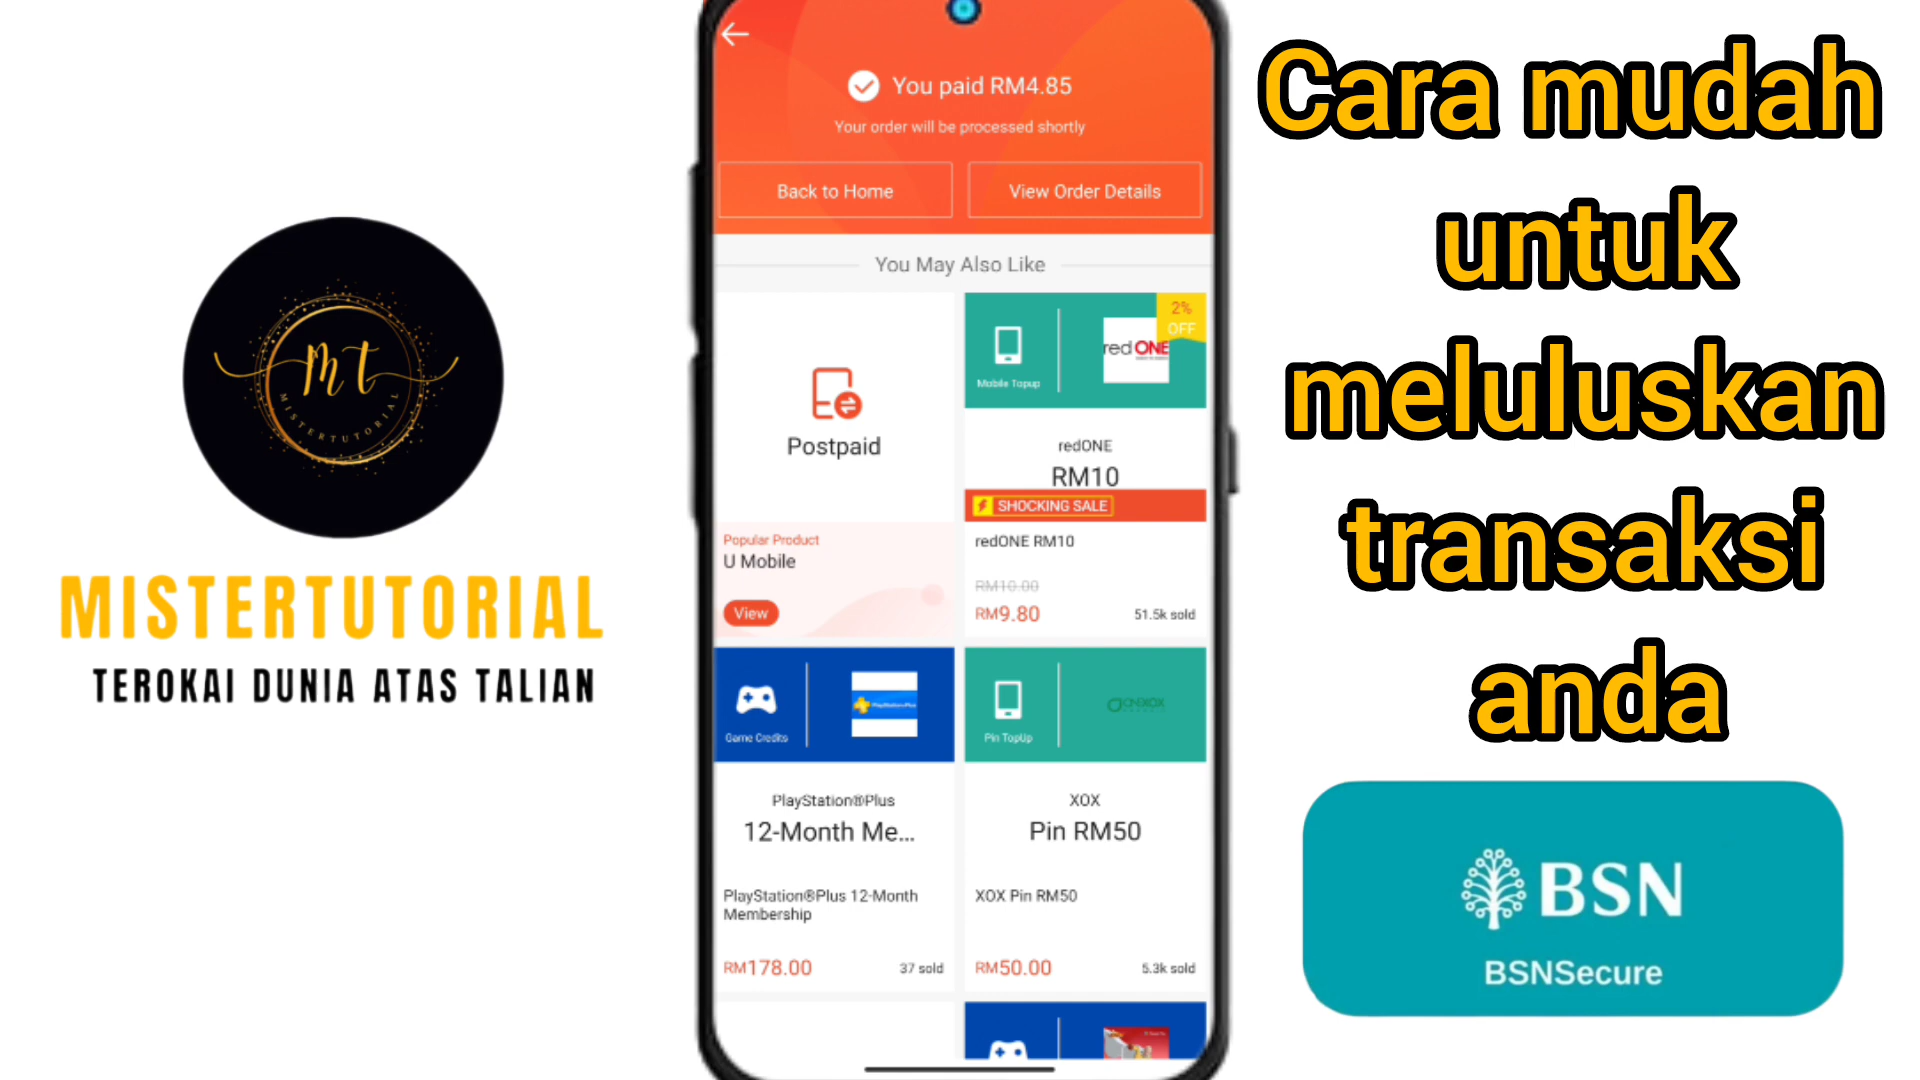 Mt
MISTERTUTORIAL
MISTERTUTORIAL
TEROKAI DUNIA ATAS TALIAN
You paid RM4.85
Your order will be processed shortly
Back to Home
View Order Details
You May Also Like
Postpaid
Popular Product
U Mobile
View
2%
OFF
red ONE
Mobile Topup
redONE
RM10
SHOCKING SALE
redONE RM10
RM10.00
RM9.80
51.5k sold
Game Credits
PlayStation Plus
PlayStation®Plus
12-Month Me...
PlayStation®Plus 12-Month
Membership
RM178.00
37 sold
Pin TopUp
XOX
Pin RM50
XOX Pin RM50
RM50.00
5.3k sold
Cara mudah
untuk
meluluskan
transaksi
anda
BSN
BSNSecure